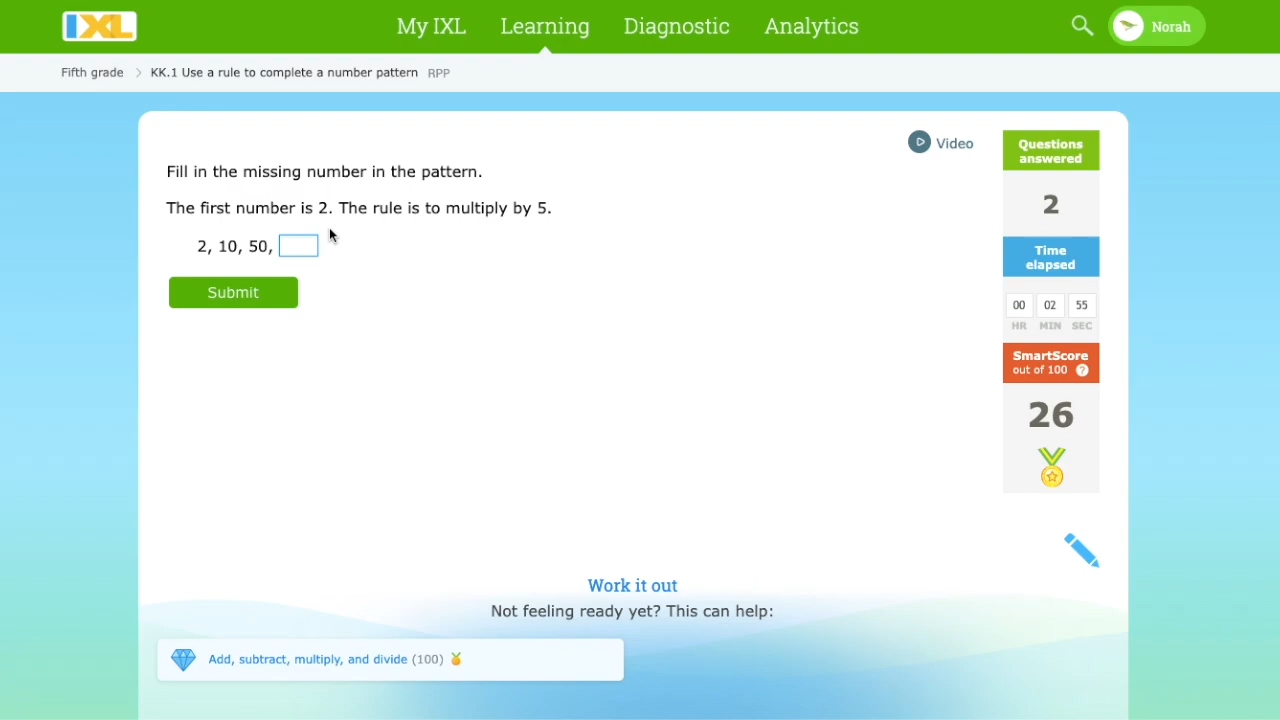 IXL
My IXL Learning Diagnostic Analytics
Norah
Fifth grade > KK.1 Use a rule to complete a number pattern RPP
Video
Fill in the missing number in the pattern.
The first number is 2. The rule is to multiply by 5.
2, 10, 50,
Submit
Questions
answered
2
Time
elapsed
00 02 55
HR MIN SEC
SmartScore
out of 100 ?
26
Work it out
Not feeling ready yet? This can help:
Add, subtract, multiply, and divide (100)